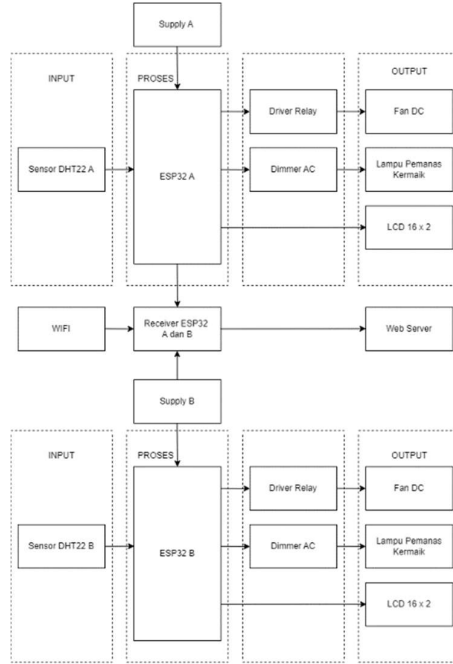 Supply A
INPUT
PROSES
OUTPUT
Sensor DHT22 A
ESP32 A
Driver Relay
Fan DC
Dimmer AC
Lampu Pemanas
Kermaik
LCD 16 x 2
WIFI
Receiver ESP32
A dan B
Web Server
Supply B
INPUT
PROSES
OUTPUT
Sensor DHT22 B
ESP32 B
Driver Relay
Fan DC
Dimmer AC
Lampu Pemanas
Kermaik
LCD 16 x 2